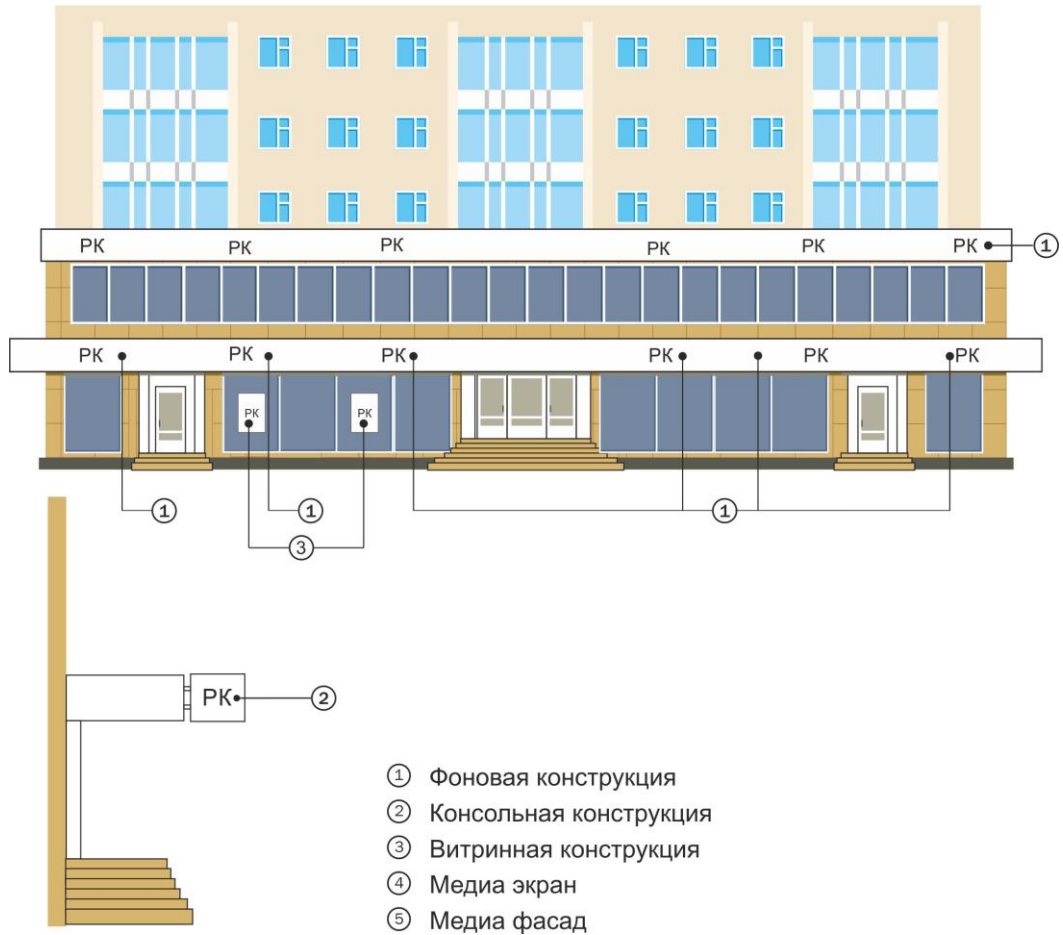 РК РК РК РК РК РК 1
РК РК РК РК РК РК
РК РК
1 1 1
3
РК 2
1 Фоновая конструкция
2 Консольная конструкция
3 Витринная конструкция
4 Медиа экран
5 Медиа фасад